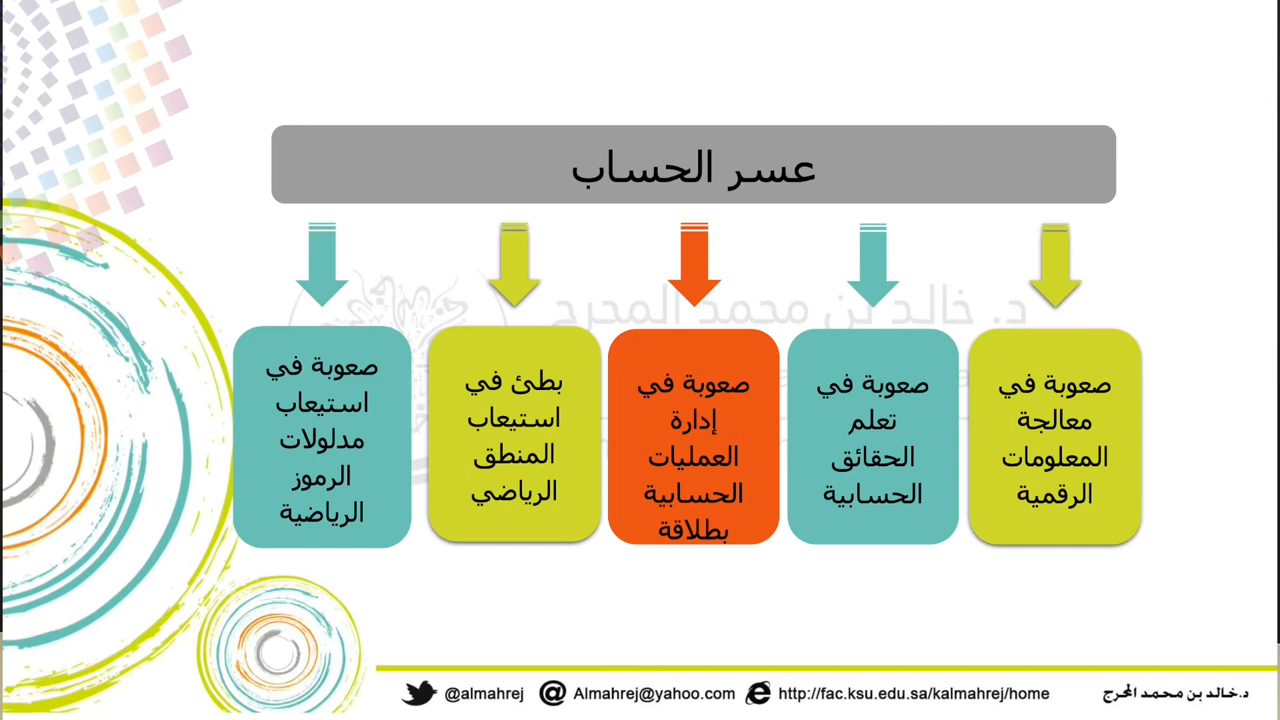 عسر الحساب
صعوبة في
معالجة
المعلومات
الرقمية
صعوبة في
تعلم
الحقائق
الحسابية
صعوبة في
إدارة
العمليات
الحسابية
بطلاقة
بطئ في
استيعاب
المنطق
الرياضي
صعوبة في
استيعاب
مدلولات
الرموز
الرياضية
د. خالد بن محمد المحرج
@almahrej
Almahrej@yahoo.com
http://fac.ksu.edu.sa/kalmahrej/home
د.خالد بن محمد المحرج